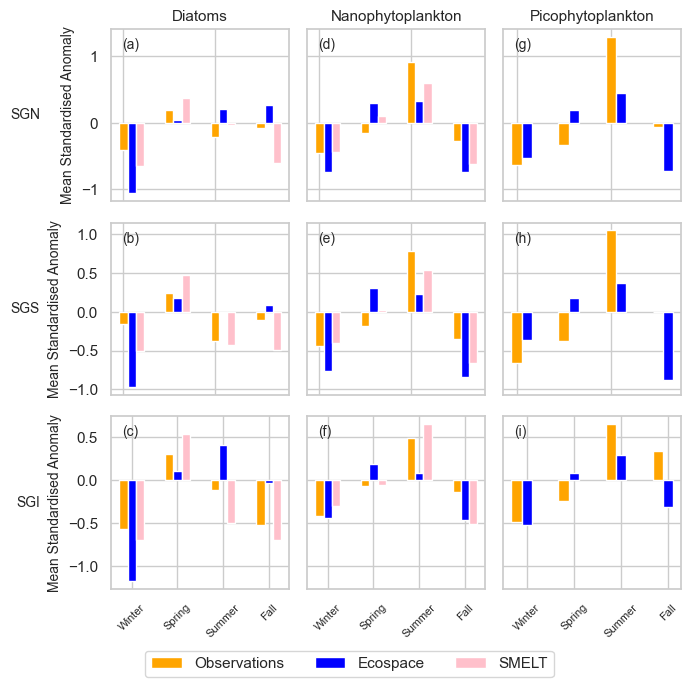 Diatoms Nanophytoplankton Picophytoplankton
SGN
Mean Standardised Anomaly
1
0
−1
(a)
(d)
(g)
SGS
Mean Standardised Anomaly
1.0
0.5
0.0
−0.5
−1.0
(b)
(e)
(h)
SGI
Mean Standardised Anomaly
0.5
0.0
−0.5
−1.0
(c)
(f)
(i)
Winter Spring Summer Fall
Winter Spring Summer Fall
Winter Spring Summer Fall
Observations Ecospace SMELT